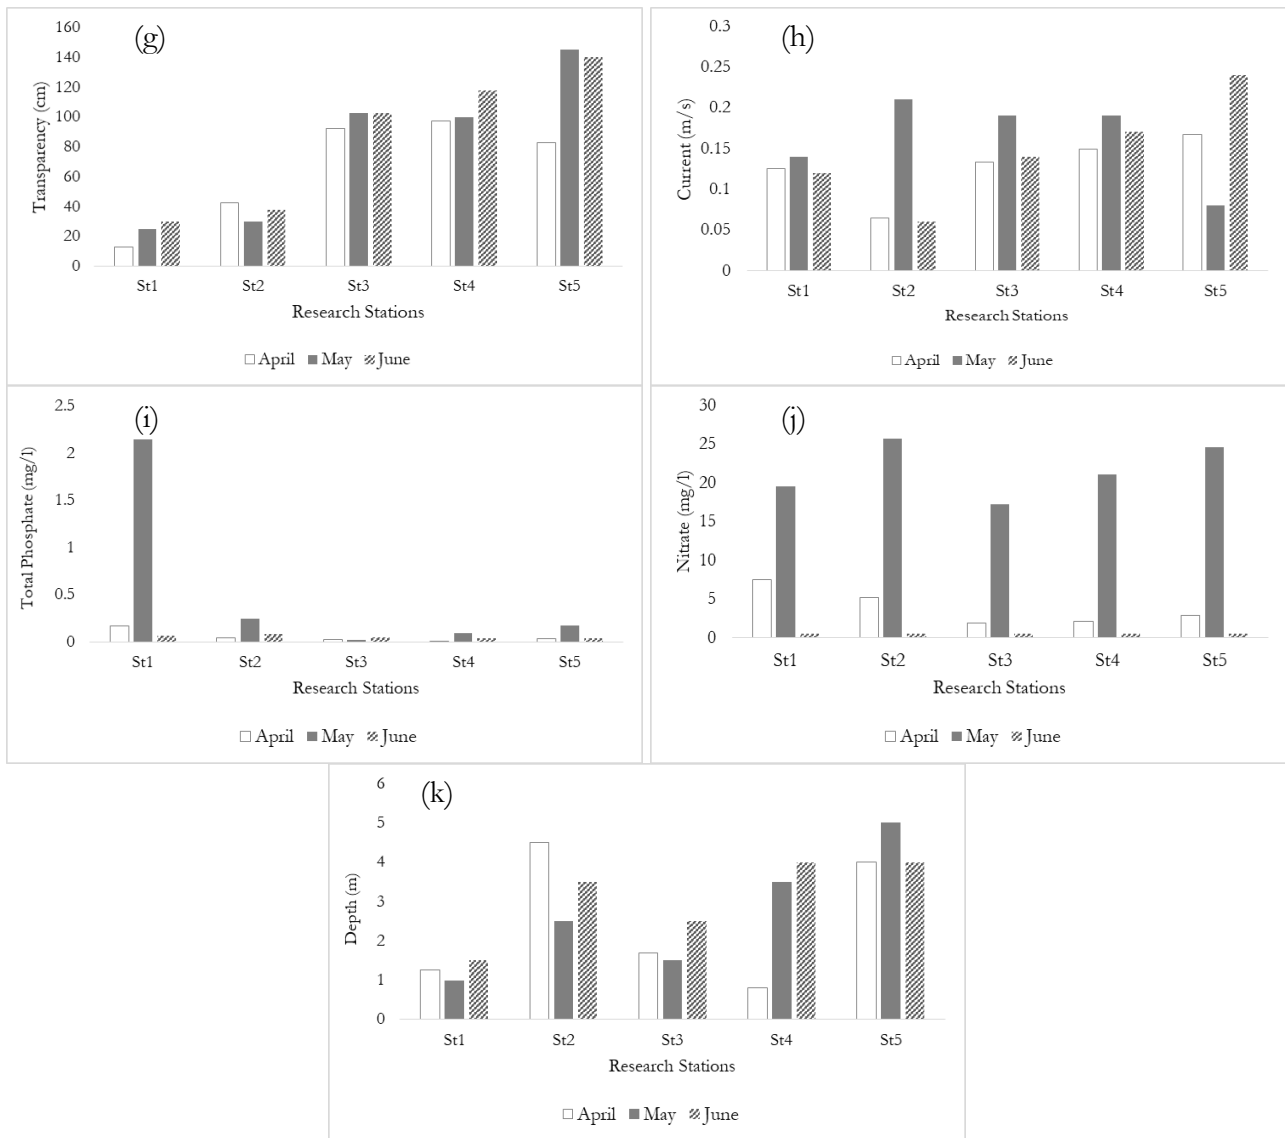 (g)
Transparency (cm)
160
140
120
100
80
60
40
20
0
St1 St2 St3 St4 St5
Research Stations
April May June
(h)
Current (m/s)
0.3
0.25
0.2
0.15
0.1
0.05
0
St1 St2 St3 St4 St5
Research Stations
April May June
(i)
Total Phosphate (mg/l)
2.5
2
1.5
1
0.5
0
St1 St2 St3 St4 St5
Research Stations
April May June
(j)
Nitrate (mg/l)
30
25
20
15
10
5
0
St1 St2 St3 St4 St5
Research Stations
April May June
(k)
Depth (m)
6
5
4
3
2
1
0
St1 St2 St3 St4 St5
Research Stations
April May June